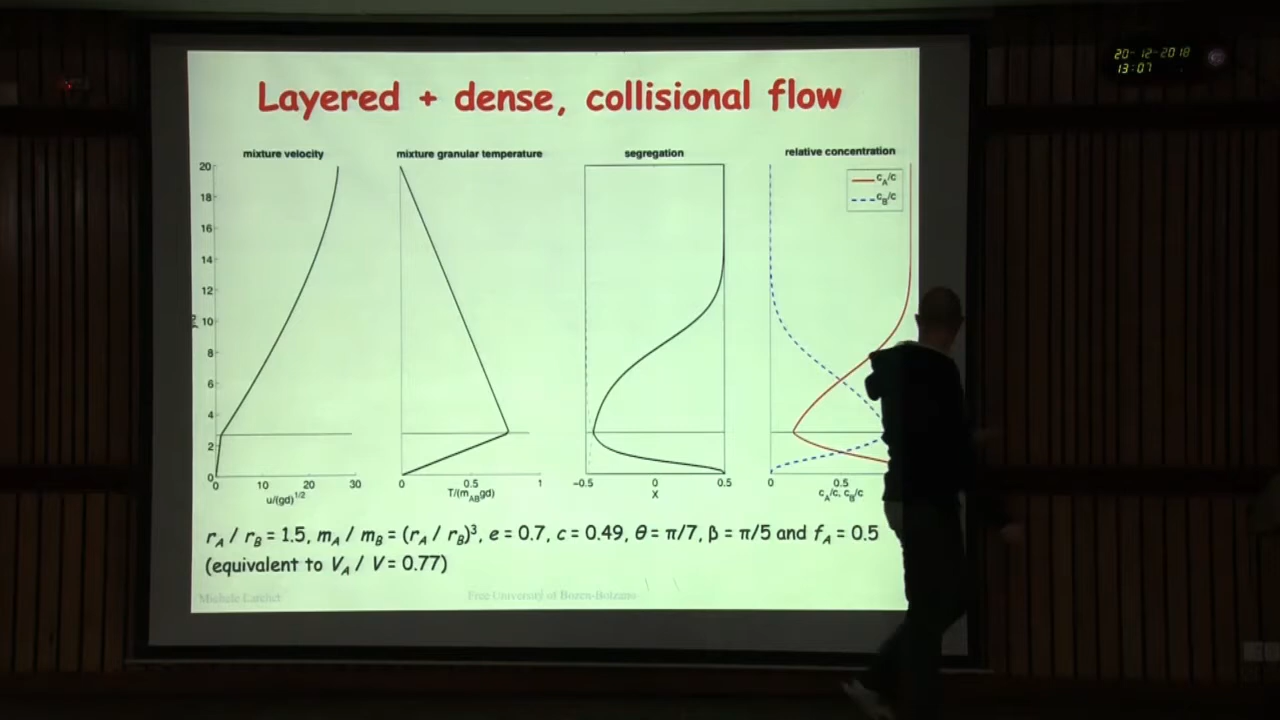 20-12-2018
13:07
Layered + dense, collisional flow
mixture velocity
mixture granular temperature
segregation
relative concentration
20
18
16
14
12
10
8
6
4
2
0
0 10 20 30
u/(gd)^1/2
0 0.5 1
T/(m_AB gd)
-0.5 0 0.5
X
c_A/c
c_B/c
0 0.5
c_A/c, c_B/c
r_A / r_B = 1.5, m_A / m_B = (r_A / r_B)³, e = 0.7, c = 0.49, θ = π/7, β = π/5 and f_A = 0.5
(equivalent to V_A / V = 0.77)
Michele Larcher
Free University of Bozen-Bolzano